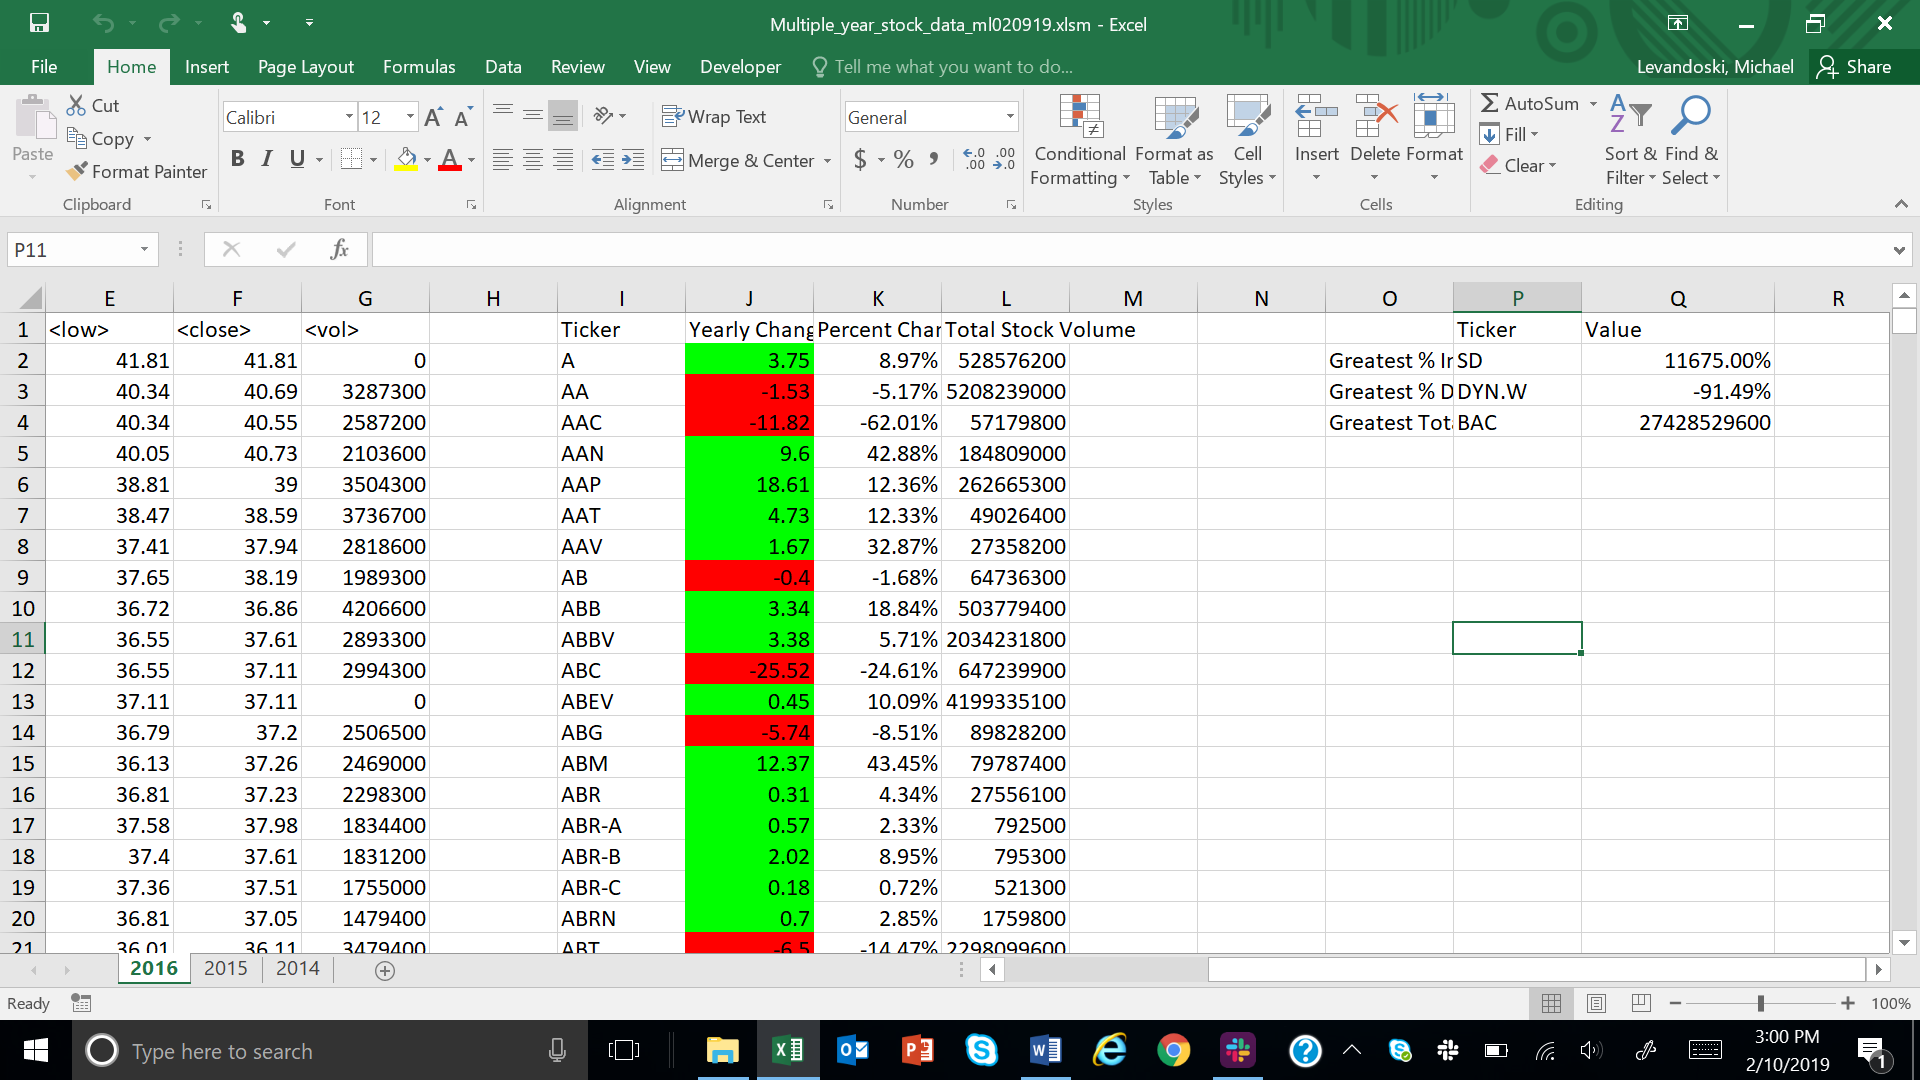 Multiple_year_stock_data_ml020919.xlsm - Excel
File Home Insert Page Layout Formulas Data Review View Developer Tell me what you want to do... Levandoski, Michael Share
Paste Cut Copy Format Painter Clipboard
Calibri 12 A A B I U A Font
Wrap Text Merge & Center Alignment
General $ % , Number
Conditional Formatting Format as Table Cell Styles Styles
Insert Delete Format Cells
AutoSum Fill Clear Sort & Filter Find & Select Editing
P11 fx
E F G H I J K L M N O P Q R
1 <low> <close> <vol> Ticker Yearly Chang Percent Char Total Stock Volume Ticker Value
2 41.81 41.81 0 A 3.75 8.97% 528576200 Greatest % Ir SD 11675.00%
3 40.34 40.69 3287300 AA -1.53 -5.17% 5208239000 Greatest % D DYN.W -91.49%
4 40.34 40.55 2587200 AAC -11.82 -62.01% 57179800 Greatest Tot BAC 27428529600
5 40.05 40.73 2103600 AAN 9.6 42.88% 184809000
6 38.81 39 3504300 AAP 18.61 12.36% 262665300
7 38.47 38.59 3736700 AAT 4.73 12.33% 49026400
8 37.41 37.94 2818600 AAV 1.67 32.87% 27358200
9 37.65 38.19 1989300 AB -0.4 -1.68% 64736300
10 36.72 36.86 4206600 ABB 3.34 18.84% 503779400
11 36.55 37.61 2893300 ABBV 3.38 5.71% 2034231800
12 36.55 37.11 2994300 ABC -25.52 -24.61% 647239900
13 37.11 37.11 0 ABEV 0.45 10.09% 4199335100
14 36.79 37.2 2506500 ABG -5.74 -8.51% 89828200
15 36.13 37.26 2469000 ABM 12.37 43.45% 79787400
16 36.81 37.23 2298300 ABR 0.31 4.34% 27556100
17 37.58 37.98 1834400 ABR-A 0.57 2.33% 792500
18 37.4 37.61 1831200 ABR-B 2.02 8.95% 795300
19 37.36 37.51 1755000 ABR-C 0.18 0.72% 521300
20 36.81 37.05 1479400 ABRN 0.7 2.85% 1759800
21 36.01 36.11 3479400 ABT -6.5 -14.47% 2298099600
2016 2015 2014
Ready 100%
Type here to search
3:00 PM
2/10/2019
1